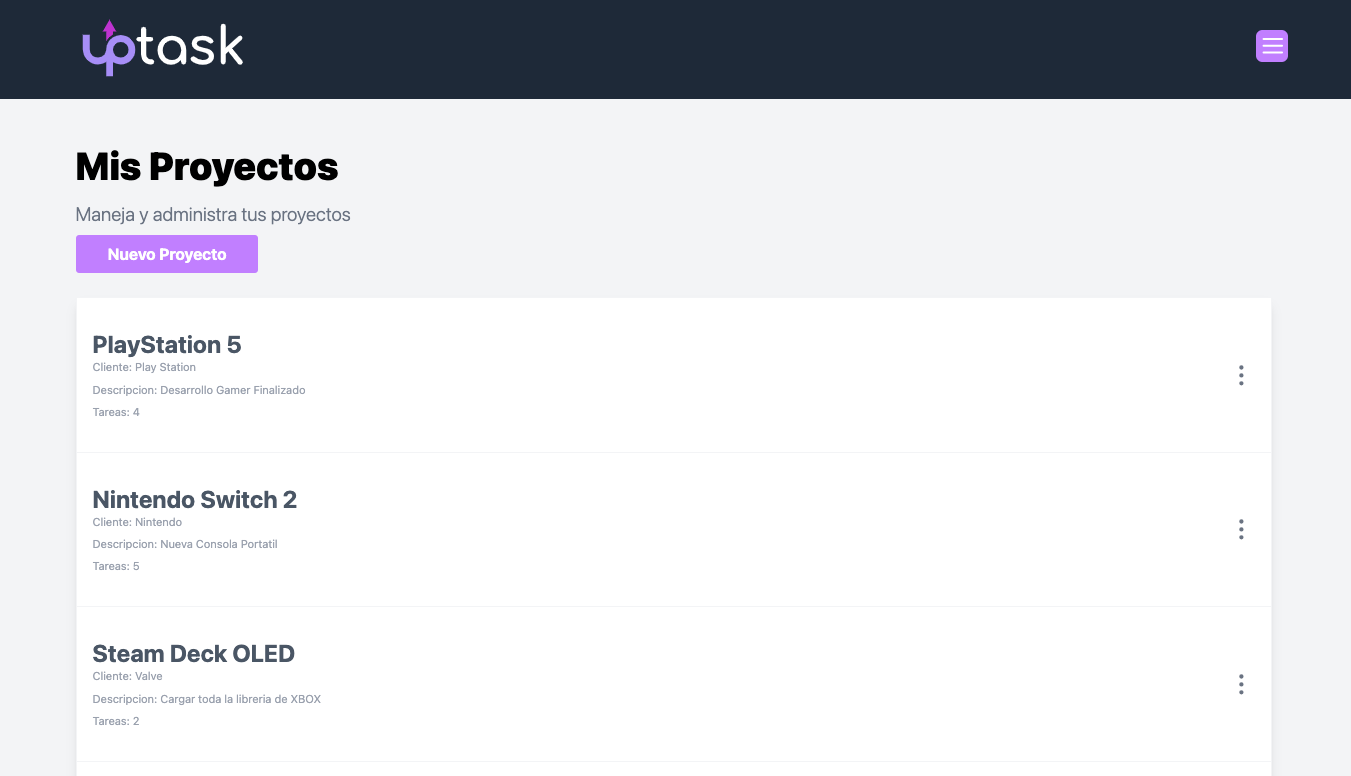 uptask
Mis Proyectos
Maneja y administra tus proyectos
Nuevo Proyecto
PlayStation 5
Cliente: Play Station
Descripcion: Desarrollo Gamer Finalizado
Tareas: 4
Nintendo Switch 2
Cliente: Nintendo
Descripcion: Nueva Consola Portatil
Tareas: 5
Steam Deck OLED
Cliente: Valve
Descripcion: Cargar toda la libreria de XBOX
Tareas: 2